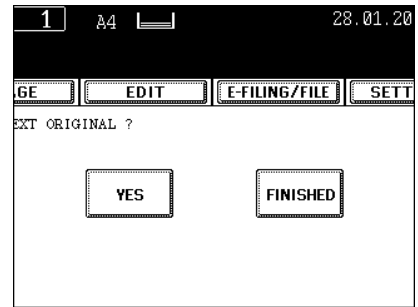 1 A4 28.01.20
.GE EDIT E-FILING/FILE SETT
EXT ORIGINAL ?
YES FINISHED